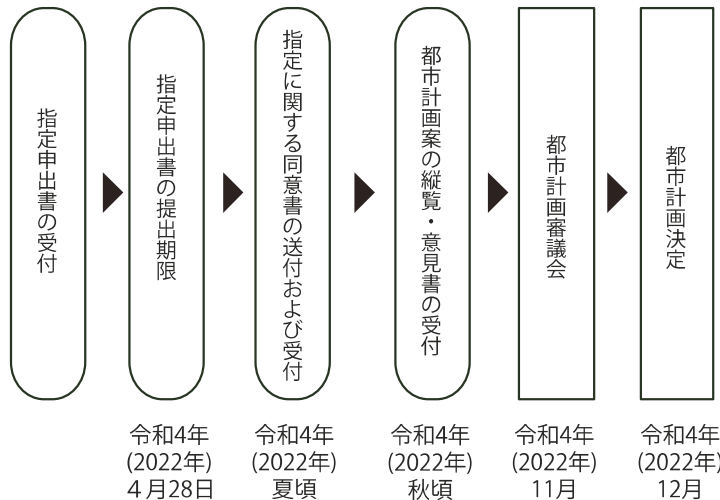 指定申出書の受付
指定申出書の提出期限
指定に関する同意書の送付および受付
都市計画案の縦覧・意見書の受付
都市計画審議会
都市計画決定
令和4年
(2022年)
4月28日
令和4年
(2022年)
夏頃
令和4年
(2022年)
秋頃
令和4年
(2022年)
11月
令和4年
(2022年)
12月